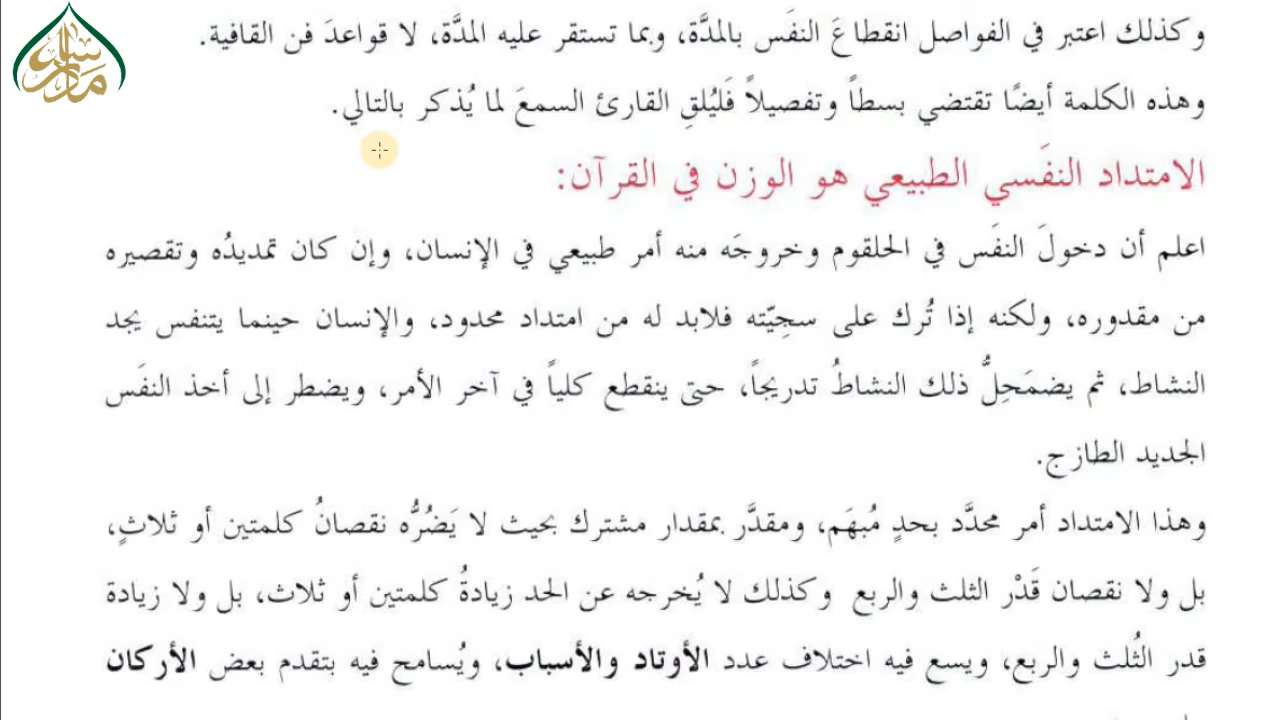 وكذلك اعتبر في الفواصل انقطاعَ النفَس بالمدَّة، وبما تستقر عليه المدَّة، لا قواعدَ فن القافية.
وهذه الكلمة أيضًا تقتضي بسطاً وتفصيلاً فَليُلقِ القارئ السمعَ لما يُذكر بالتالي.
الامتداد النفَسي الطبيعي هو الوزن في القرآن:
اعلم أن دخولَ النفَس في الحلقوم وخروجَه منه أمر طبيعي في الإنسان، وإن كان تمديدُه وتقصيره
من مقدوره، ولكنه إذا تُرك على سجِيّته فلابد له من امتداد محدود، والإنسان حينما يتنفس يجد
النشاط، ثم يضمَحِلُّ ذلك النشاطُ تدريجاً، حتى ينقطع كلياً في آخر الأمر، ويضطر إلى أخذ النفَس
الجديد الطازج.
وهذا الامتداد أمر محدَّد بحدٍ مُبهَم، ومقدَّر بمقدار مشترك بحيث لا يَضُرُّه نقصانُ كلمتين أو ثلاثٍ،
بل ولا نقصان قَدْر الثلث والربع وكذلك لا يُخرجه عن الحد زيادةُ كلمتين أو ثلاث، بل ولا زيادة
قدر الثُلث والربع، ويسع فيه اختلاف عدد الأوتاد والأسباب، ويُسامح فيه بتقدم بعض الأركان